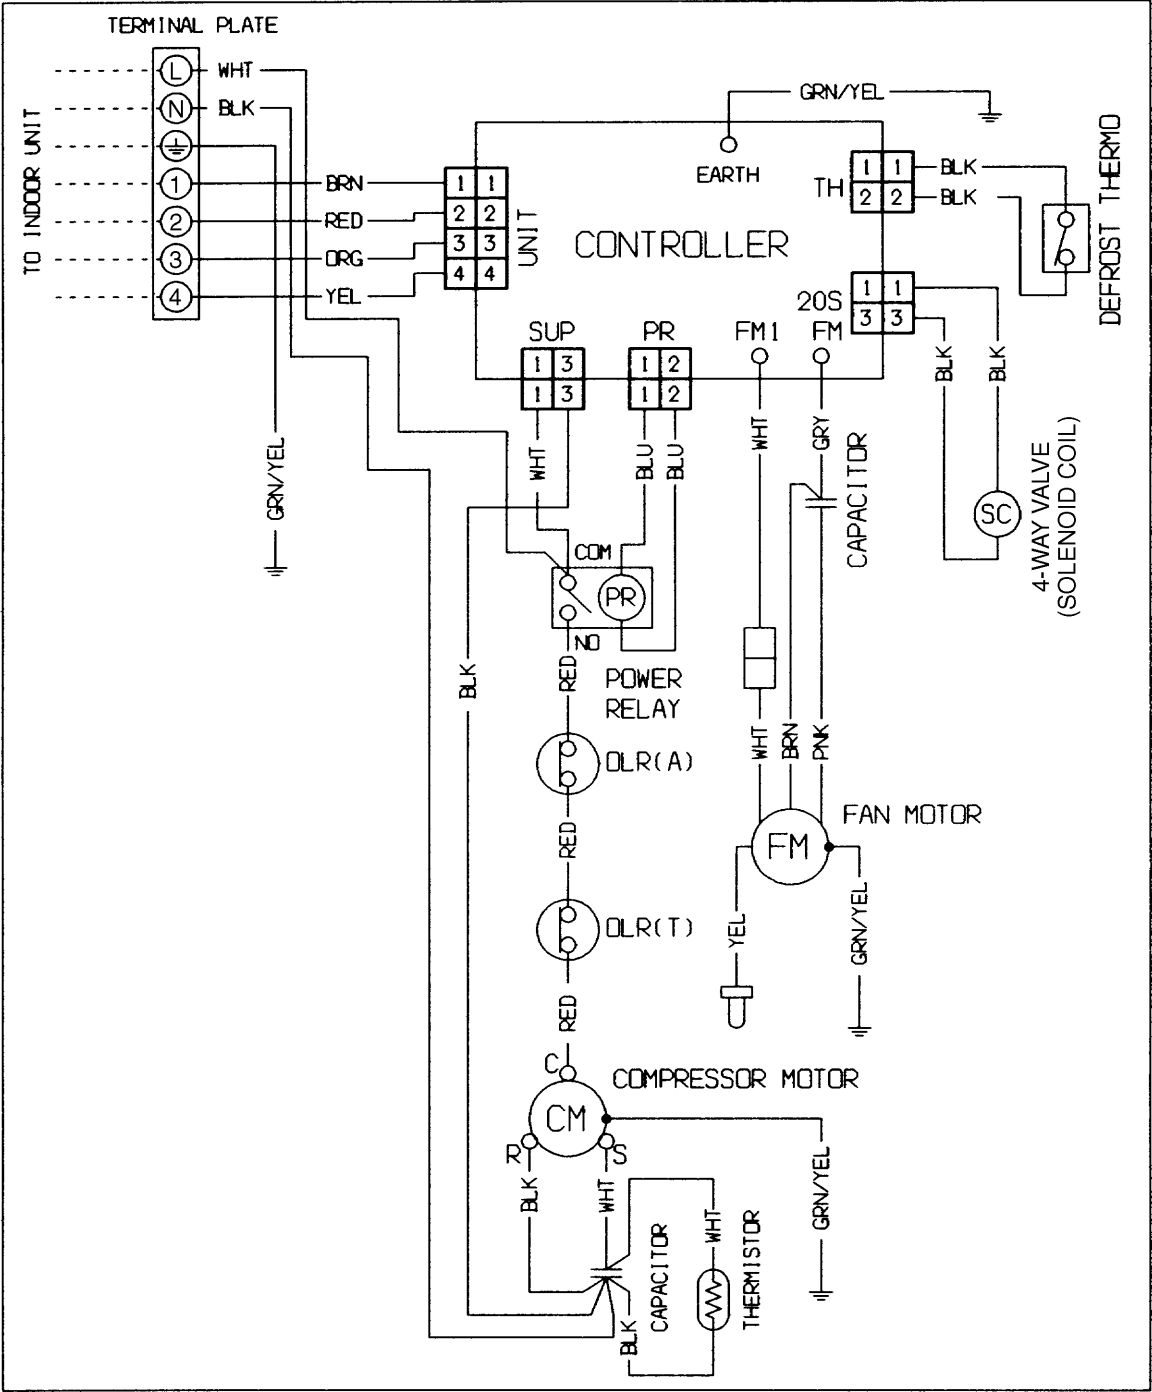 TERMINAL PLATE
TO INDOOR UNIT
L
WHT
N
BLK
1
BRN
2
RED
3
ORG
4
YEL
GRN/YEL
GRN/YEL
EARTH
CONTROLLER
UNIT
1 1
2 2
3 3
4 4
TH
1 1
2 2
BLK
BLK
DEFROST THERMO
20S
1 1
3 3
BLK
BLK
SC
4-WAY VALVE
(SOLENOID COIL)
SUP
1 3
1 3
PR
1 2
1 2
FM1
FM
WHT
BLU
BLU
WHT
GRY
CAPACITOR
COM
PR
NO
POWER
RELAY
RED
BLK
OLR(A)
RED
OLR(T)
RED
WHT
BRN
PNK
FAN MOTOR
FM
YEL
GRN/YEL
C
COMPRESSOR MOTOR
CM
R
S
BLK
WHT
GRN/YEL
CAPACITOR
WHT
THERMISTOR
BLK